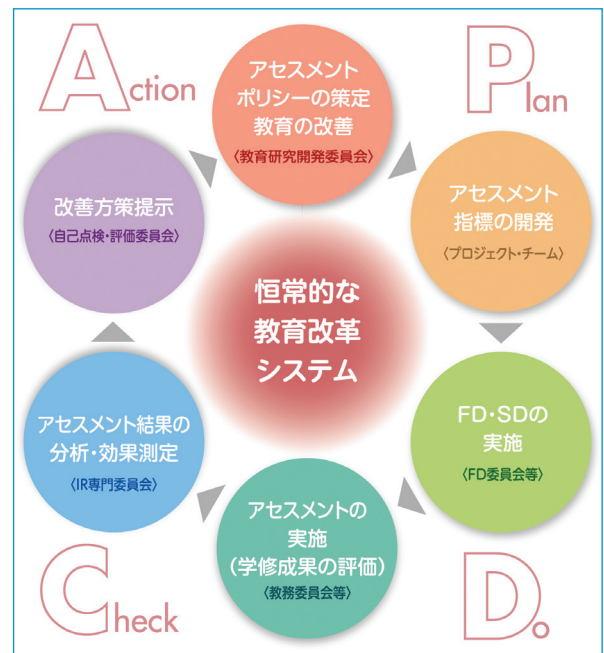 Action
Plan
アセスメント
ポリシーの策定
教育の改善
〈教育研究開発委員会〉
アセスメント
指標の開発
〈プロジェクト・チーム〉
FD・SDの
実施
〈FD委員会等〉
アセスメントの
実施
(学修成果の評価)
〈教務委員会等〉
アセスメント結果の
分析・効果測定
〈IR専門委員会〉
改善方策提示
〈自己点検・評価委員会〉
恒常的な
教育改革
システム
Check
Do